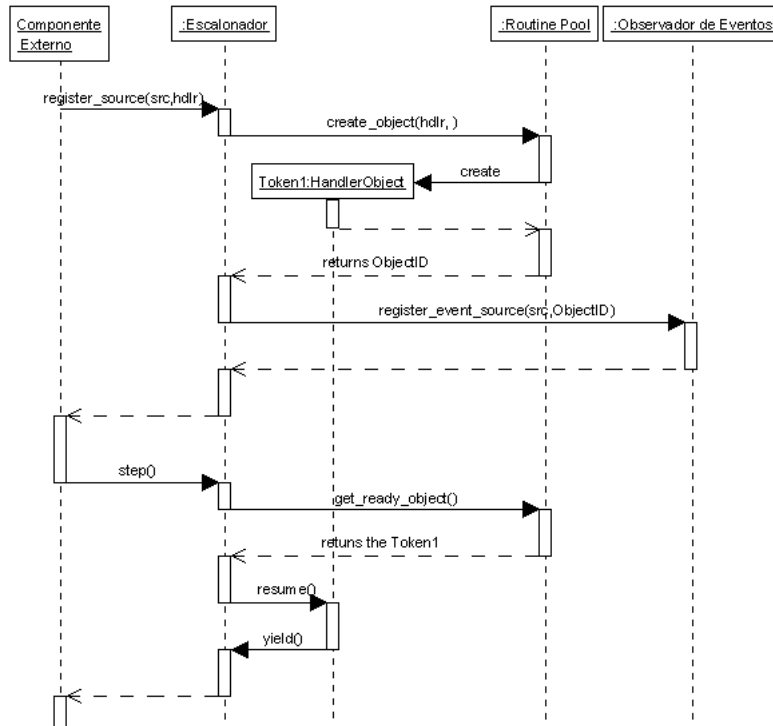 Componente
Externo
:Escalonador
:Routine Pool
:Observador de Eventos
register_source(src,hdlr)
create_object(hdlr, )
create
Token1:HandlerObject
returns ObjectID
register_event_source(src,ObjectID)
step()
get_ready_object()
retuns the Token1
resume()
yield()